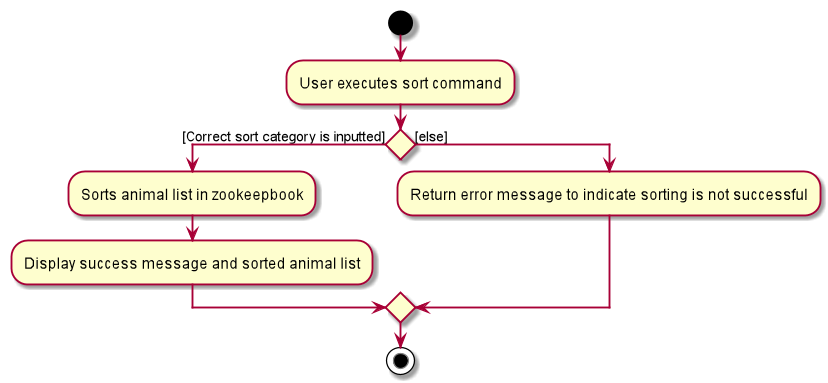 User executes sort command
[Correct sort category is inputted]
[else]
Sorts animal list in zookeepbook
Return error message to indicate sorting is not successful
Display success message and sorted animal list